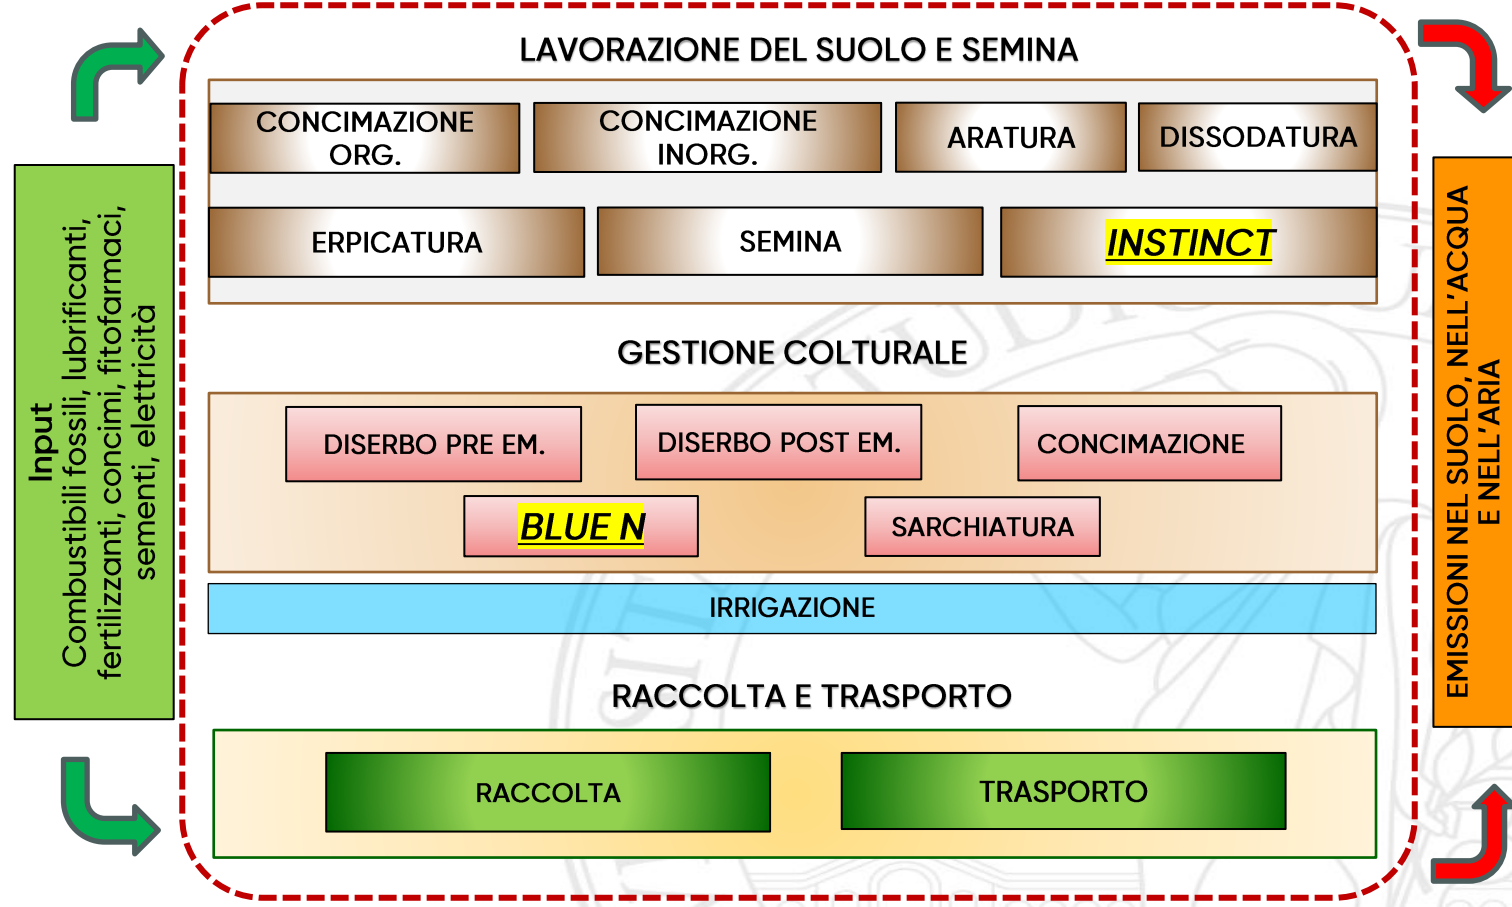 LAVORAZIONE DEL SUOLO E SEMINA
CONCIMAZIONE
ORG.
CONCIMAZIONE
INORG.
ARATURA
DISSODATURA
ERPICATURA
SEMINA
INSTINCT
Input
Combustibili fossili, lubrificanti,
fertilizzanti, concimi, fitofarmaci,
sementi, elettricità
GESTIONE COLTURALE
DISERBO PRE EM.
DISERBO POST EM.
CONCIMAZIONE
BLUE N
SARCHIATURA
IRRIGAZIONE
RACCOLTA E TRASPORTO
RACCOLTA
TRASPORTO
EMISSIONI NEL SUOLO, NELL'ACQUA
E NELL'ARIA